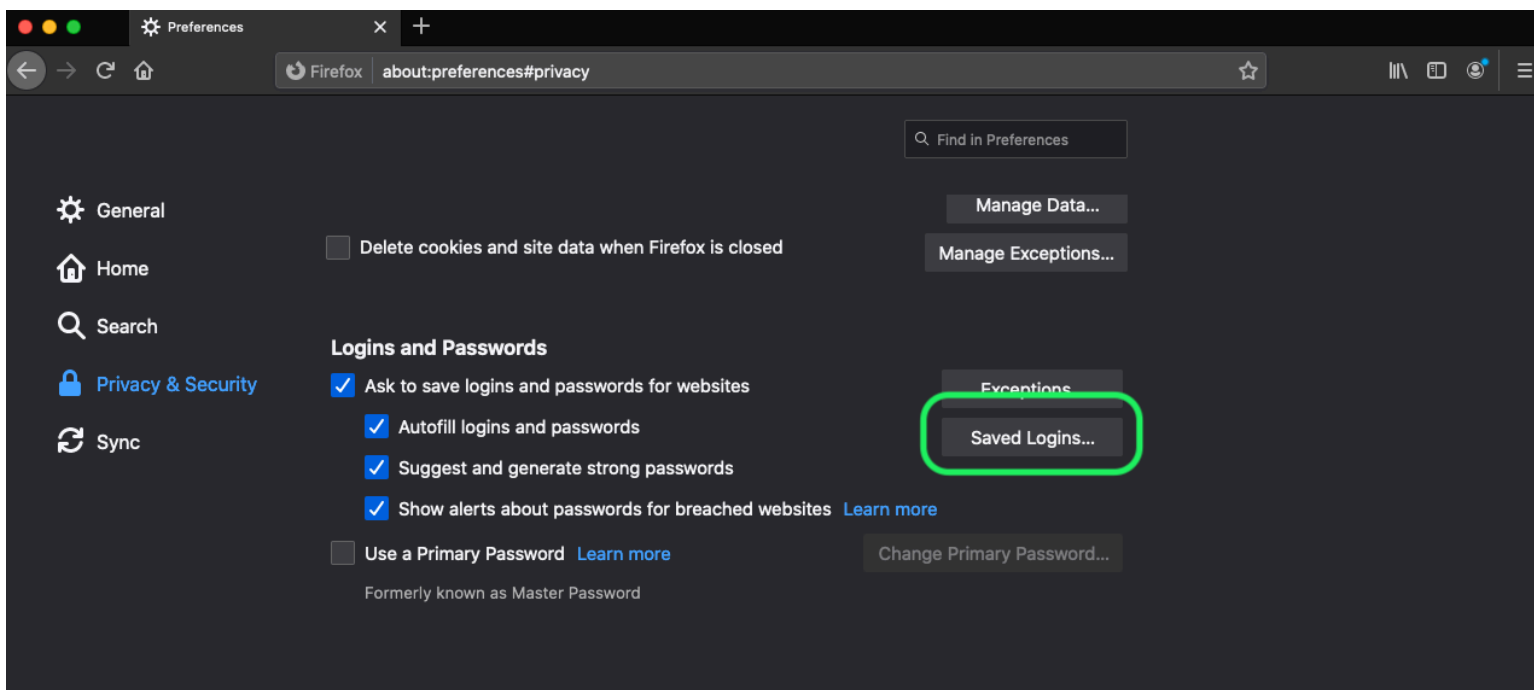 Preferences
Firefox about:preferences#privacy
Find in Preferences
General
Home
Search
Privacy & Security
Sync
Manage Data...
Delete cookies and site data when Firefox is closed
Manage Exceptions...
Logins and Passwords
Ask to save logins and passwords for websites
Exceptions...
Autofill logins and passwords
Saved Logins...
Suggest and generate strong passwords
Show alerts about passwords for breached websites Learn more
Use a Primary Password Learn more
Change Primary Password...
Formerly known as Master Password